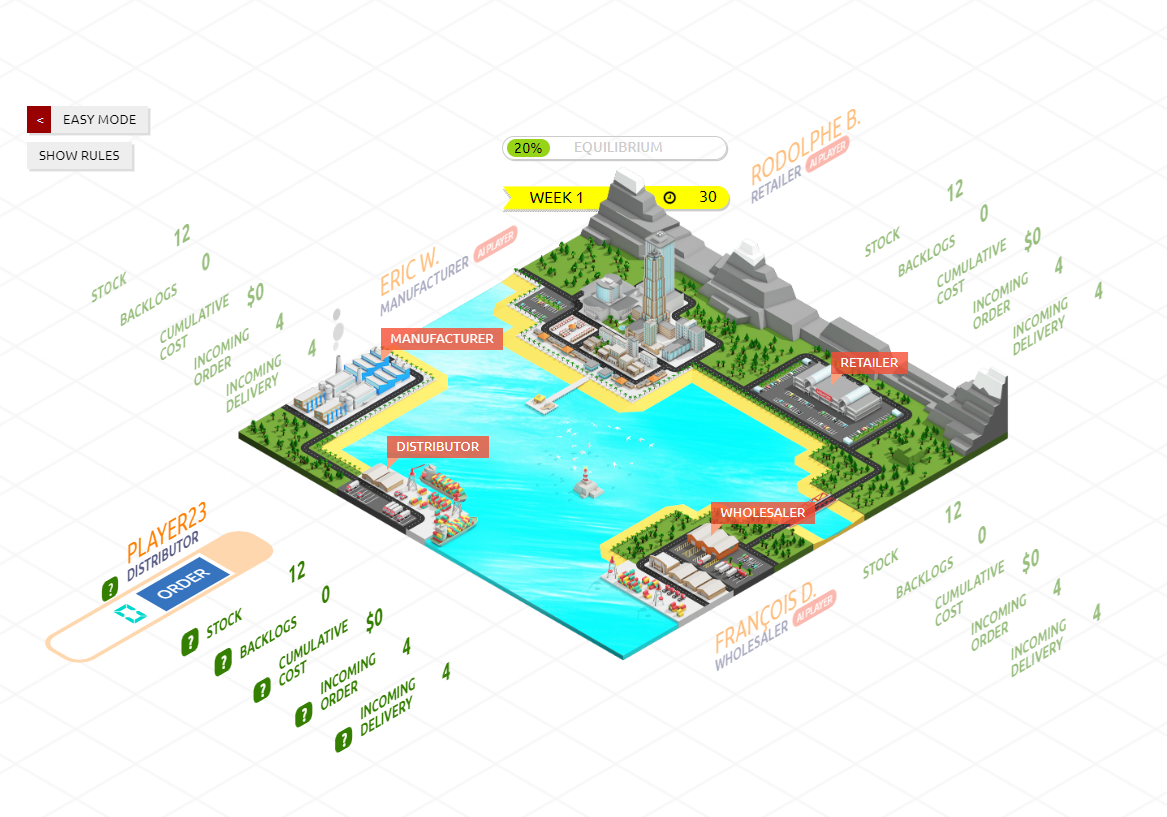 < EASY MODE
SHOW RULES
20% EQUILIBRIUM
WEEK 1 30
RODOLPHE B.
RETAILER AI PLAYER
STOCK 12
BACKLOGS 0
CUMULATIVE $0
COST
INCOMING 4
ORDER
INCOMING 4
DELIVERY
ERIC W.
MANUFACTURER AI PLAYER
STOCK 12
BACKLOGS 0
CUMULATIVE $0
COST
INCOMING 4
ORDER
INCOMING 4
DELIVERY
MANUFACTURER
RETAILER
DISTRIBUTOR
WHOLESALER
PLAYER23
? DISTRIBUTOR
0 ORDER
? STOCK 12
? BACKLOGS 0
CUMULATIVE $0
? COST
INCOMING 4
? ORDER
INCOMING 4
? DELIVERY
FRANÇOIS D.
WHOLESALER AI PLAYER
STOCK 12
BACKLOGS 0
CUMULATIVE $0
COST
INCOMING 4
ORDER
INCOMING 4
DELIVERY